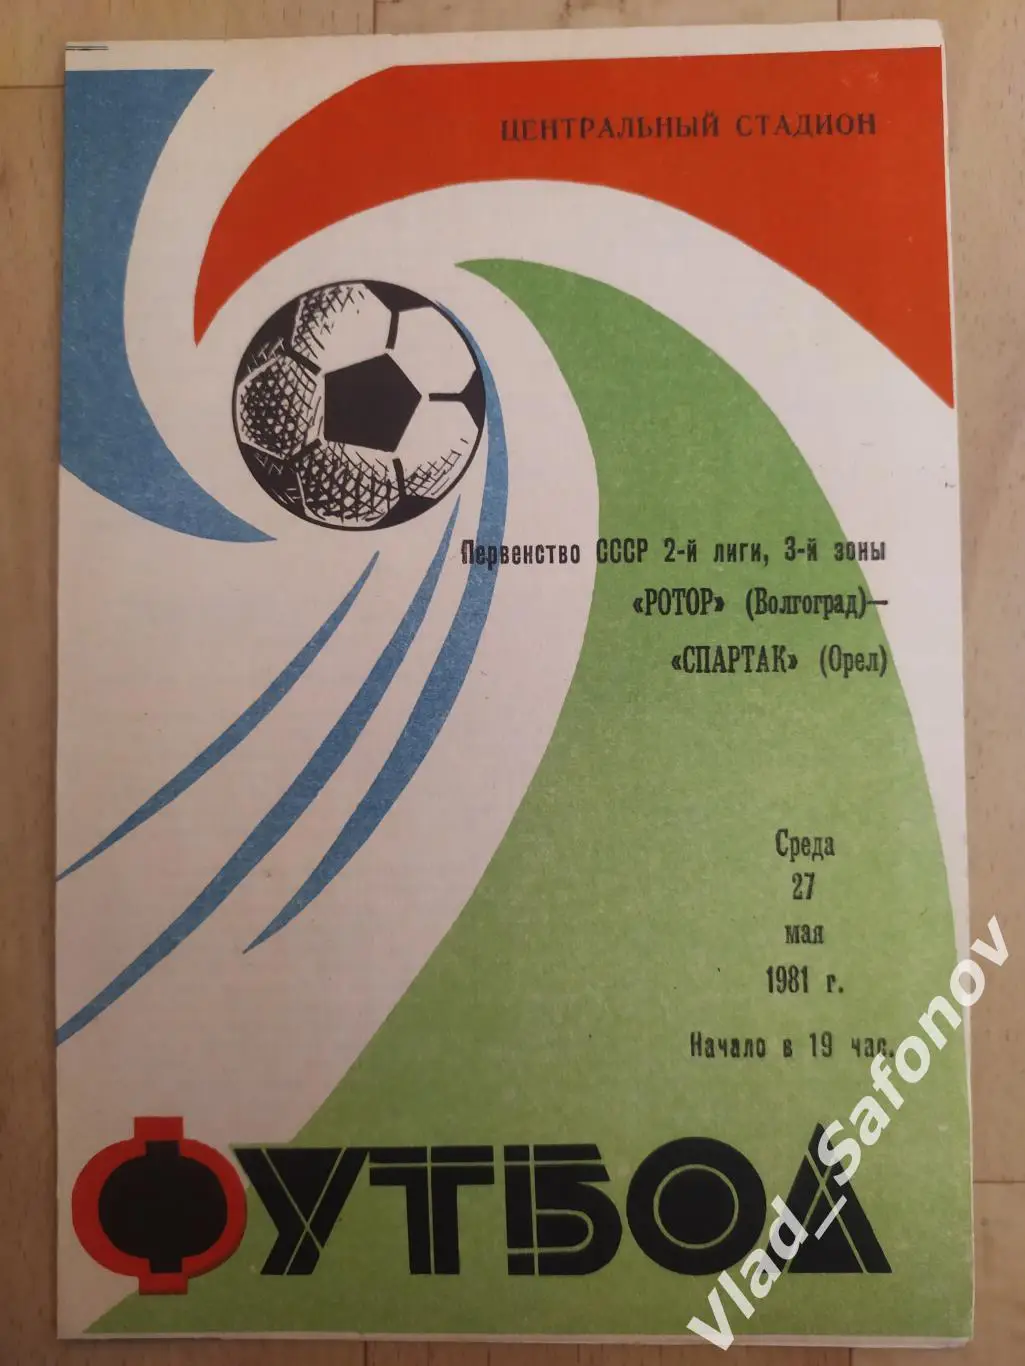 ЦЕНТРАЛЬНЫЙ СТАДИОН
Первенство СССР 2-й лиги, 3-й зоны
«РОТОР» (Волгоград)—
«СПАРТАК» (Орел)
Среда
27
мая
1981 г.
Начало в 19 час.
ФУТБОЛ
Vlad_Safonov